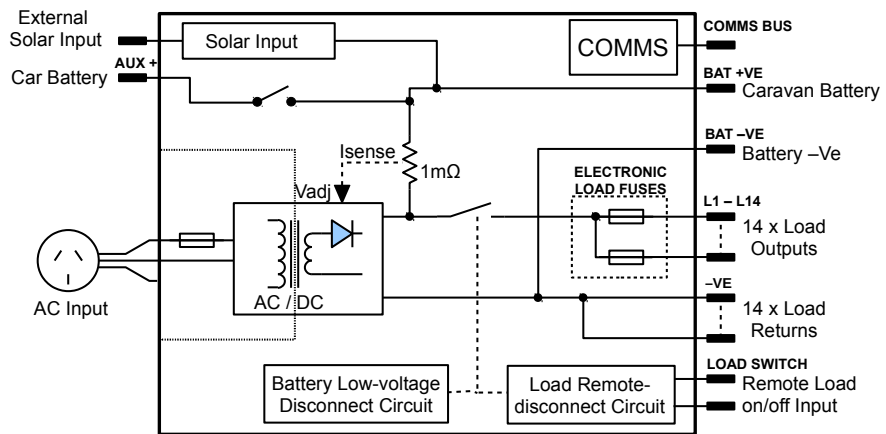 External
Solar Input
AUX +
Car Battery
Solar Input
COMMS
COMMS BUS
BAT +VE
Caravan Battery
BAT –VE
Battery –Ve
Isense
1mΩ
Vadj
ELECTRONIC
LOAD FUSES
L1 – L14
14 x Load
Outputs
AC Input
AC / DC
–VE
14 x Load
Returns
Battery Low-voltage
Disconnect Circuit
Load Remote-
disconnect Circuit
LOAD SWITCH
Remote Load
on/off Input